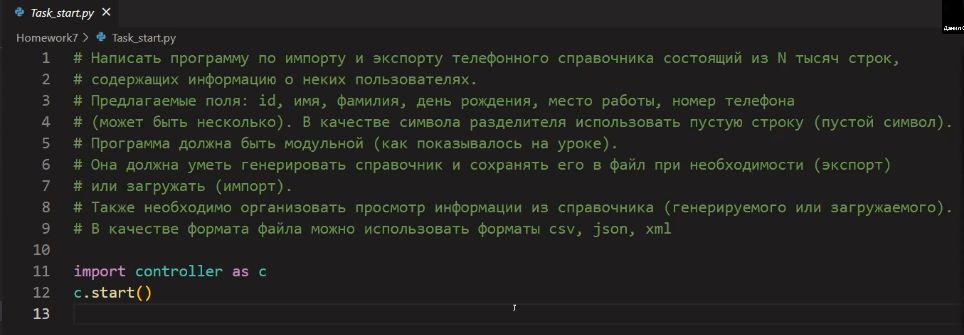 Task_start.py ×
Homework7 > Task_start.py
1 # Написать программу по импорту и экспорту телефонного справочника состоящий из N тысяч строк,
2 # содержащих информацию о неких пользователях.
3 # Предлагаемые поля: id, имя, фамилия, день рождения, место работы, номер телефона
4 # (может быть несколько). В качестве символа разделителя использовать пустую строку (пустой символ).
5 # Программа должна быть модульной (как показывалось на уроке).
6 # Она должна уметь генерировать справочник и сохранять его в файл при необходимости (экспорт)
7 # или загружать (импорт).
8 # Также необходимо организовать просмотр информации из справочника (генерируемого или загружаемого).
9 # В качестве формата файла можно использовать форматы csv, json, xml
10
11 import controller as c
12 c.start()
13